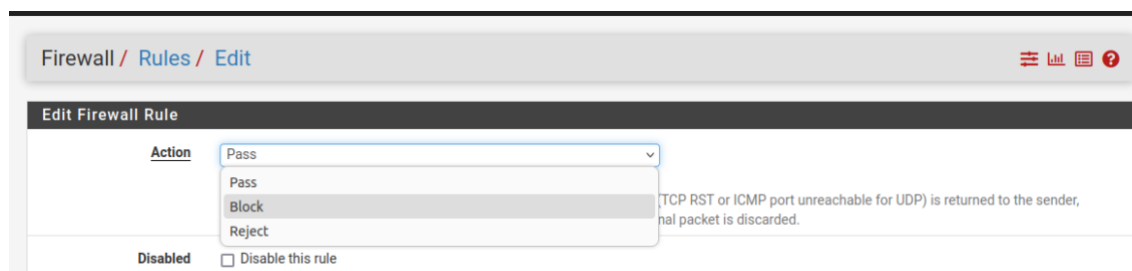 Firewall / Rules / Edit
Edit Firewall Rule
Action Pass
Pass
Block
(TCP RST or ICMP port unreachable for UDP) is returned to the sender,
packet is discarded.
Reject
Disabled Disable this rule